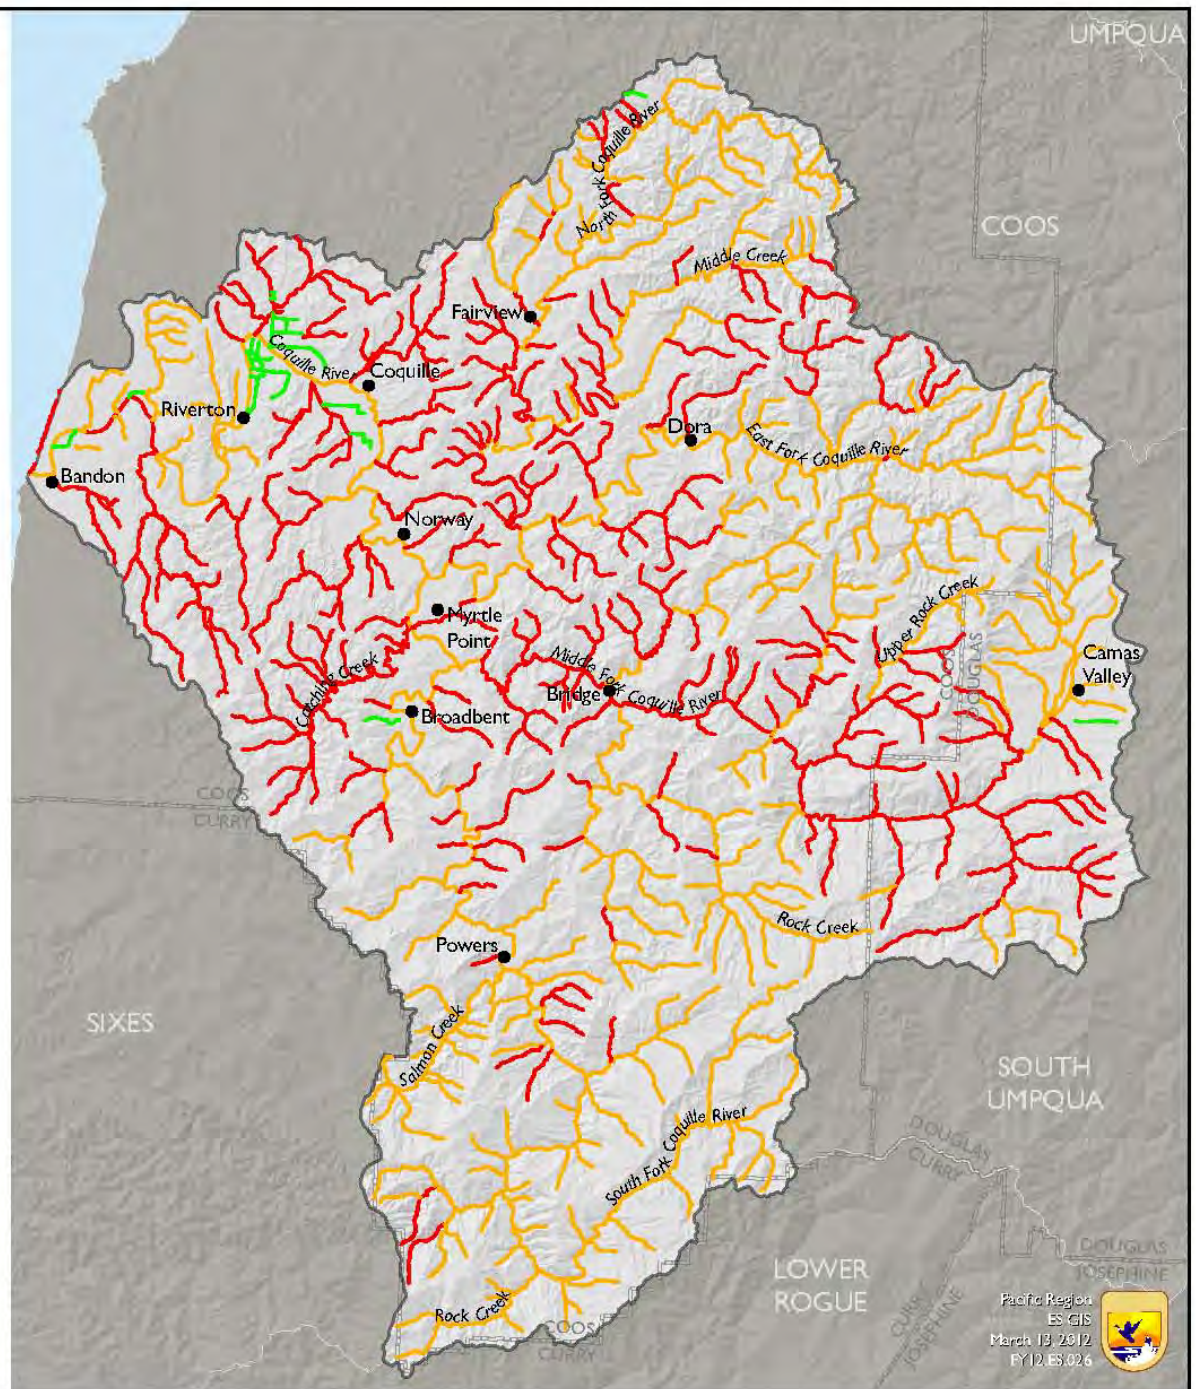 UMPQUA
North Fork Coquille River
COOS
Middle Creek
Fairview
Coquille River
Coquille
Riverton
Dora
East Fork Coquille River
Bandon
Norway
Upper Rock Creek
Myrtle
Point
COOS
DOUGLAS
Camas
Valley
Middle Fork Coquille River
Catching Creek
Bridge
Broadbent
COOS
CURRY
Rock Creek
Powers
SIXES
Salmon Creek
SOUTH
UMPQUA
South Fork Coquille River
DOUGLAS
CURRY
DOUGLAS
JOSEPHINE
LOWER
ROGUE
CURRY
JOSEPHINE
Rock Creek
COOS
CURRY
Pacific Region
ES GIS
March 13, 2012
FY12.ES.026